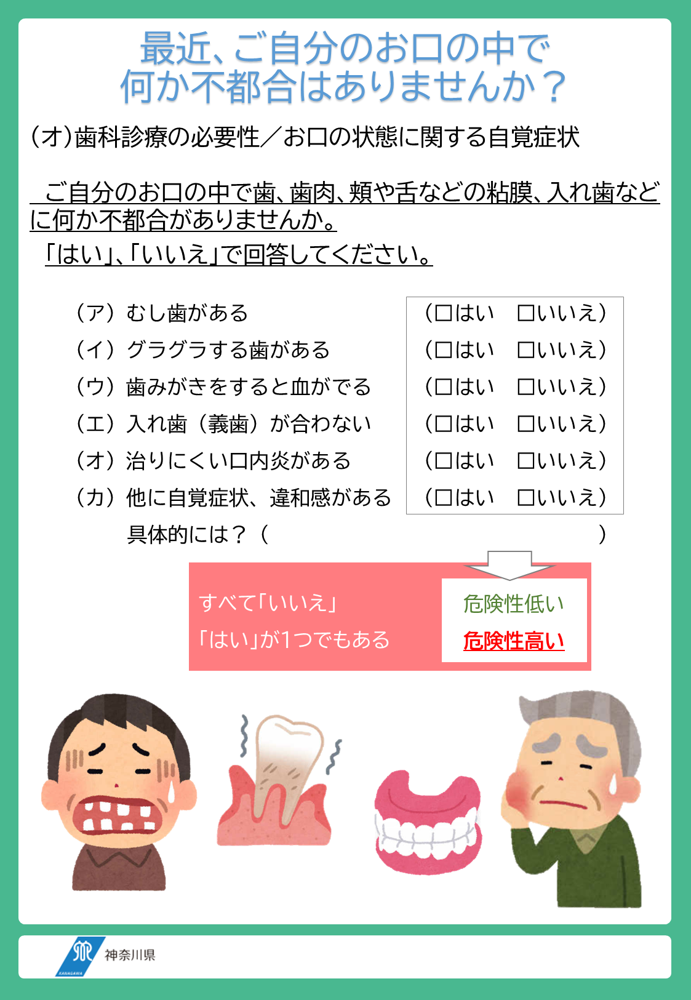 最近、ご自分のお口の中で
何か不都合はありませんか？
（オ）歯科診療の必要性／お口の状態に関する自覚症状
ご自分のお口の中で歯、歯肉、頬や舌などの粘膜、入れ歯など
に何か不都合がありませんか。
「はい」、「いいえ」で回答してください。
（ア）むし歯がある （□はい　□いいえ）
（イ）グラグラする歯がある （□はい　□いいえ）
（ウ）歯みがきをすると血がでる （□はい　□いいえ）
（エ）入れ歯（義歯）が合わない （□はい　□いいえ）
（オ）治りにくい口内炎がある （□はい　□いいえ）
（カ）他に自覚症状、違和感がある （□はい　□いいえ）
具体的には？（　　　　　　　　　　　　　　　　）
すべて「いいえ」 危険性低い
「はい」が1つでもある 危険性高い
KANAGAWA
神奈川県